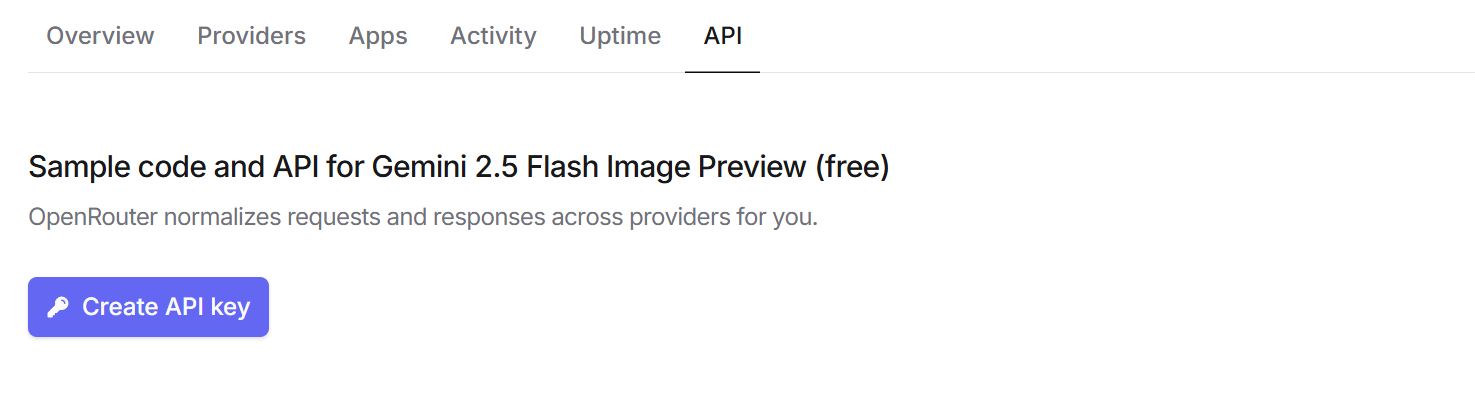 Overview Providers Apps Activity Uptime API
Sample code and API for Gemini 2.5 Flash Image Preview (free)
OpenRouter normalizes requests and responses across providers for you.
Create API key